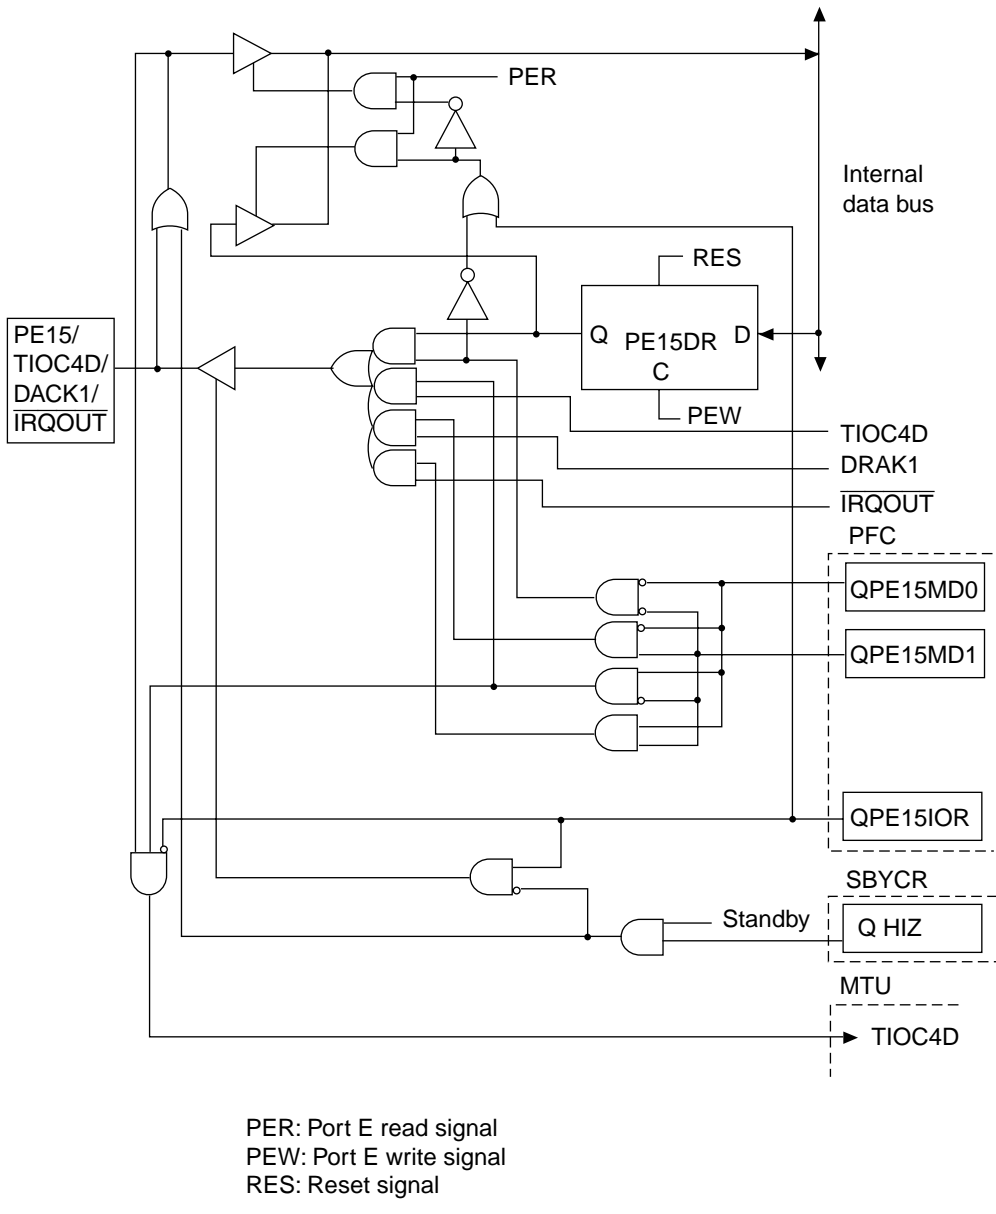 PER
Internal
data bus
RES
PE15/
TIOC4D/
DACK1/
IRQOUT
Q
PE15DR
D
C
PEW
TIOC4D
DRAK1
IRQOUT
PFC
QPE15MD0
QPE15MD1
QPE15IOR
SBYCR
Standby
Q HIZ
MTU
TIOC4D
PER: Port E read signal
PEW: Port E write signal
RES: Reset signal